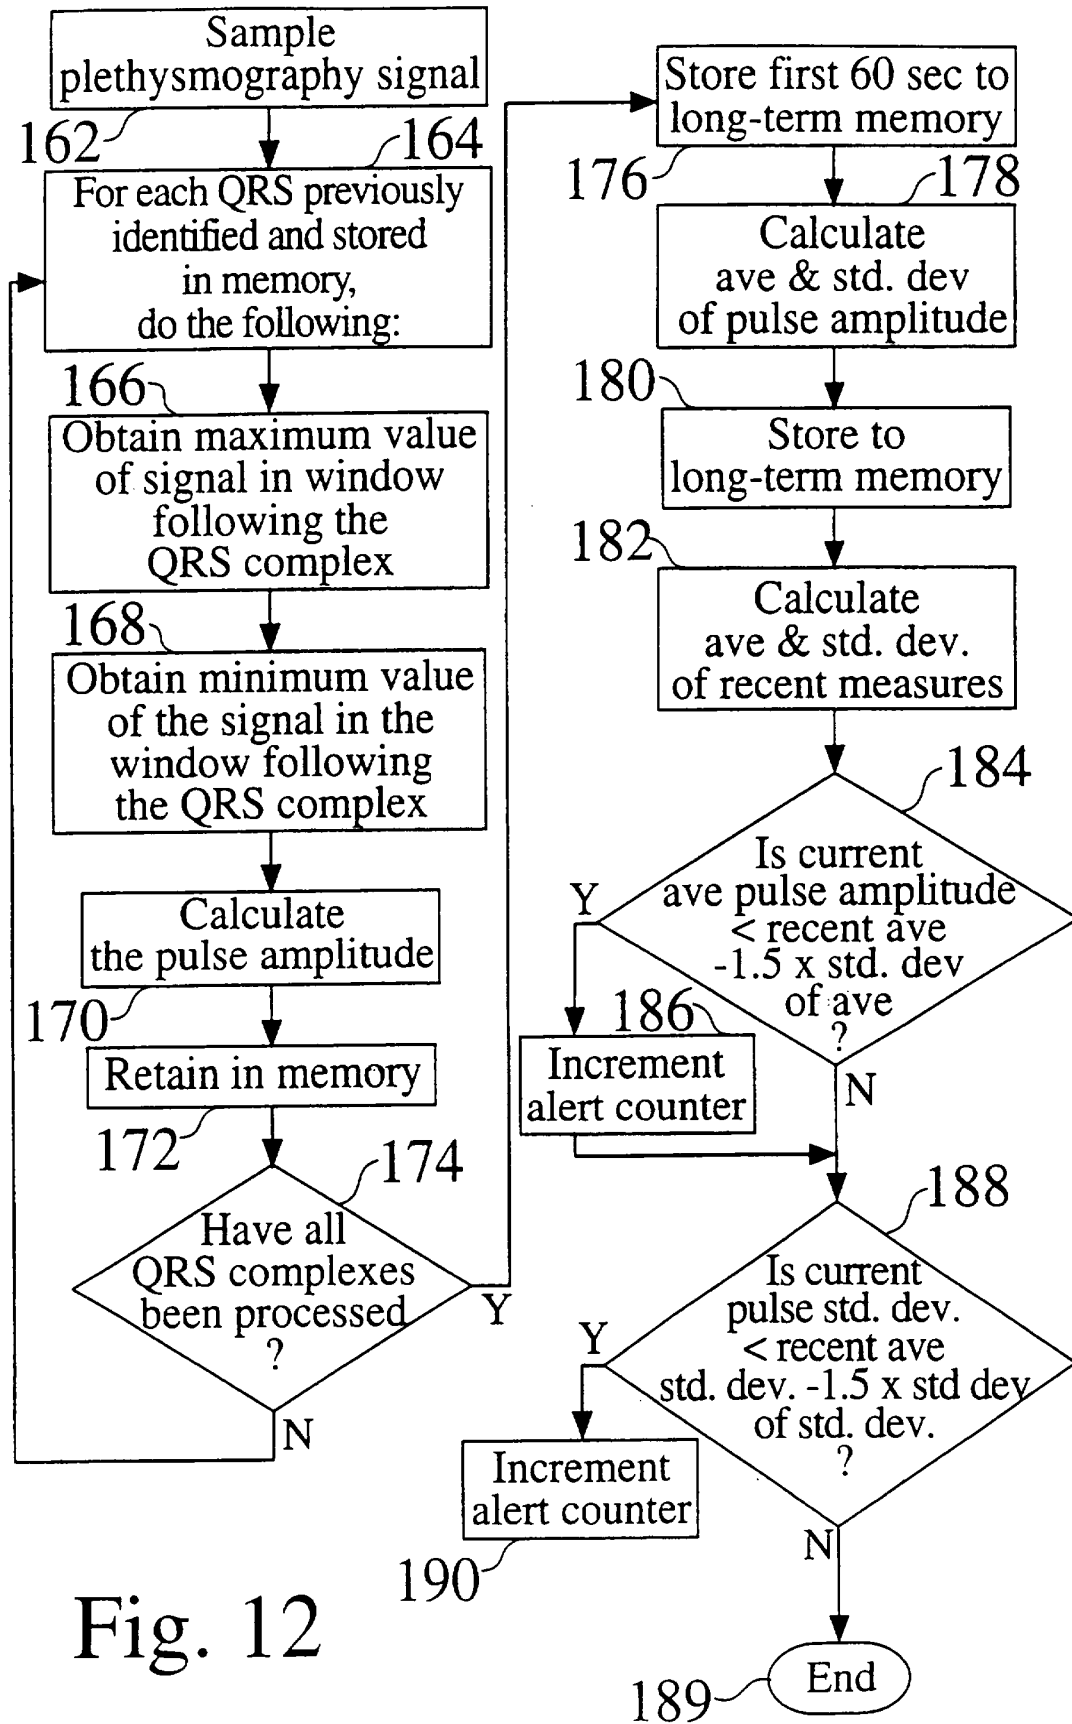 Sample
plethysmography signal
162
164
For each QRS previously
identified and stored
in memory,
do the following:
166
Obtain maximum value
of signal in window
following the
QRS complex
168
Obtain minimum value
of the signal in the
window following
the QRS complex
Calculate
the pulse amplitude
170
Retain in memory
172
174
Have all
QRS complexes
been processed
?
Y
N
Store first 60 sec to
long-term memory
176
178
Calculate
ave & std. dev
of pulse amplitude
180
Store to
long-term memory
182
Calculate
ave & std. dev.
of recent measures
184
Is current
ave pulse amplitude
< recent ave
-1.5 x std. dev
of ave
?
Y
N
186
Increment
alert counter
188
Is current
pulse std. dev.
< recent ave
std. dev. -1.5 x std dev
of std. dev.
?
Y
N
Increment
alert counter
190
End
189
Fig. 12